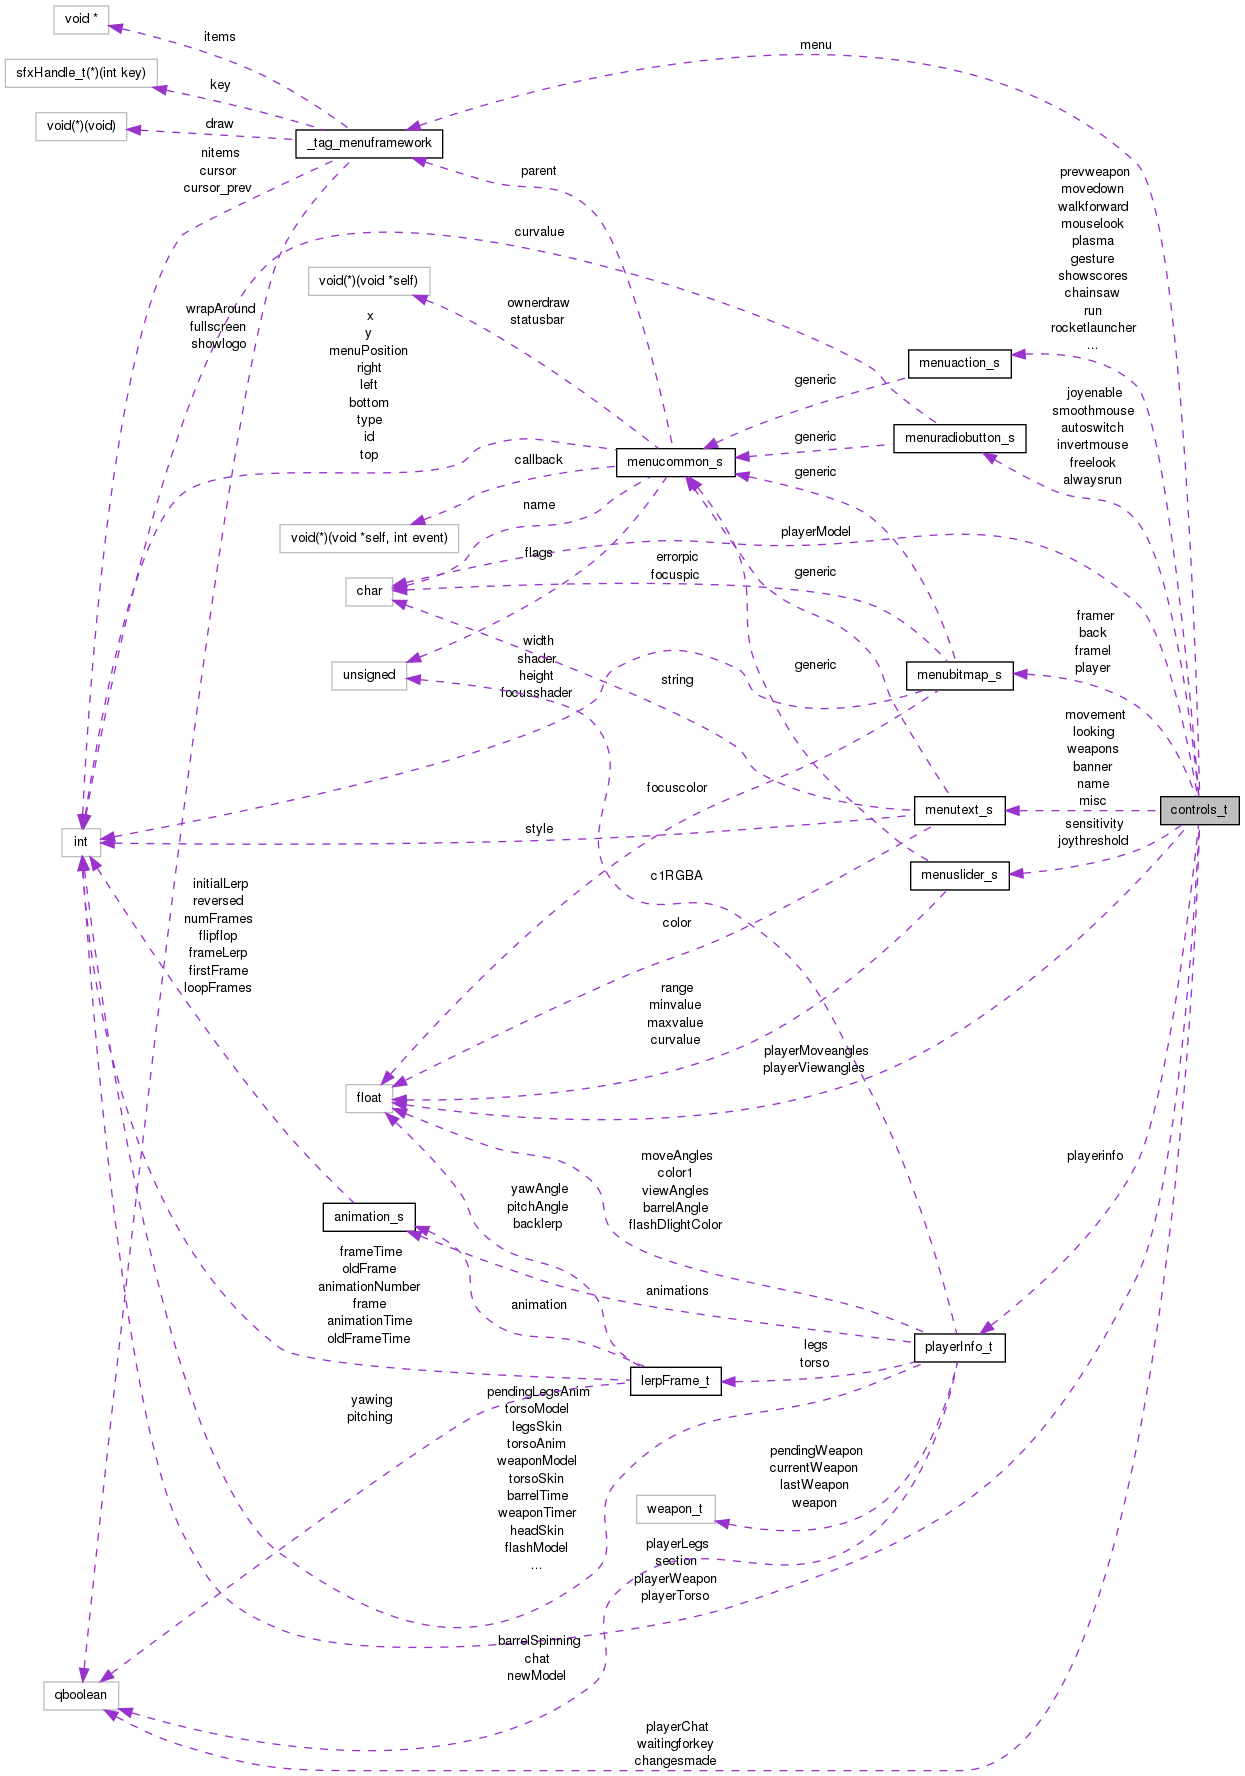 void *
items
menu
sfxHandle_t(*)(int key)
key
void(*)(void)
draw
_tag_menuframework
nitems
cursor
cursor_prev
parent
prevweapon
movedown
walkforward
mouselook
plasma
gesture
showscores
chainsaw
run
rocketlauncher
...
curvalue
void(*)(void *self)
ownerdraw
statusbar
wrapAround
fullscreen
showlogo
x
y
menuPosition
right
left
bottom
type
id
top
menuaction_s
generic
joyenable
smoothmouse
autoswitch
invertmouse
freelook
alwaysrun
menuradiobutton_s
generic
menucommon_s
callback
generic
name
void(*)(void *self, int event)
playerModel
flags
errorpic
focuspic
generic
char
framer
back
framel
player
width
shader
height
focusshader
unsigned
string
generic
menubitmap_s
movement
looking
weapons
banner
name
misc
focuscolor
menutext_s
controls_t
style
int
sensitivity
joythreshold
menuslider_s
c1RGBA
initialLerp
reversed
numFrames
flipflop
frameLerp
firstFrame
loopFrames
color
range
minvalue
maxvalue
curvalue
playerMoveangles
playerViewangles
float
moveAngles
color1
viewAngles
barrelAngle
flashDlightColor
playerinfo
yawAngle
pitchAngle
backlerp
animation_s
frameTime
oldFrame
animationNumber
frame
animationTime
oldFrameTime
animations
animation
legs
torso
playerInfo_t
lerpFrame_t
yawing
pitching
pendingLegsAnim
torsoModel
legsSkin
torsoAnim
weaponModel
torsoSkin
barrelTime
weaponTimer
headSkin
flashModel
...
pendingWeapon
currentWeapon
lastWeapon
weapon
weapon_t
playerLegs
section
playerWeapon
playerTorso
barrelSpinning
chat
newModel
qboolean
playerChat
waitingforkey
changesmade